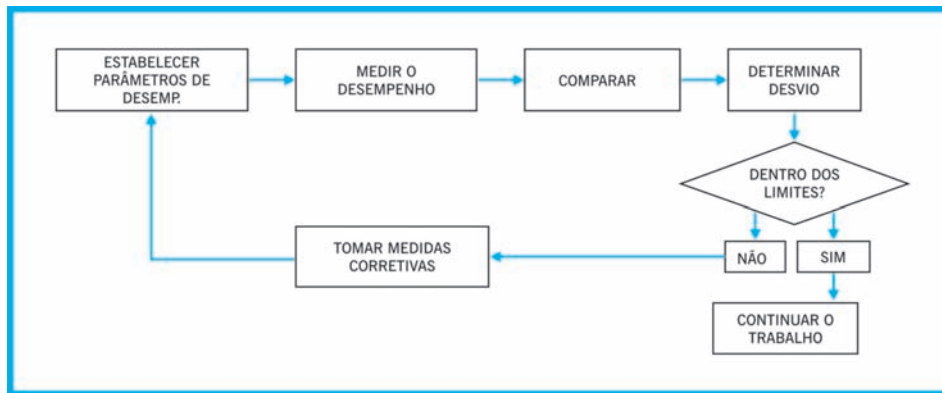 ESTABELECER
PARÂMETROS DE
DESEMP.
MEDIR O
DESEMPENHO
COMPARAR
DETERMINAR
DESVIO
DENTRO DOS
LIMITES?
NÃO
SIM
TOMAR MEDIDAS
CORRETIVAS
CONTINUAR O
TRABALHO